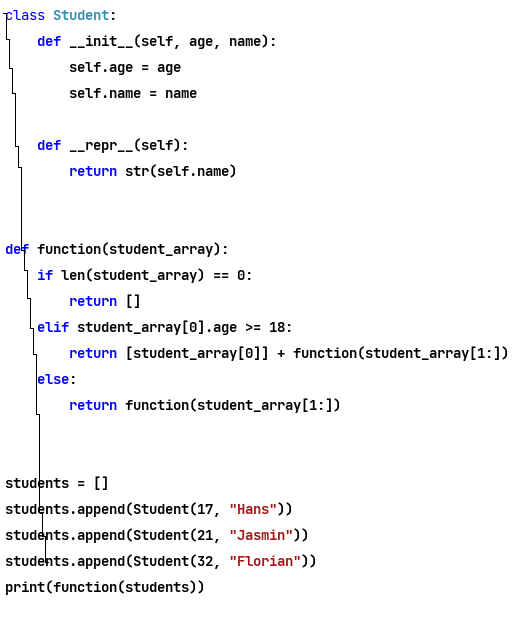 class Student:
    def __init__(self, age, name):
        self.age = age
        self.name = name

    def __repr__(self):
        return str(self.name)


def function(student_array):
    if len(student_array) == 0:
        return []
    elif student_array[0].age >= 18:
        return [student_array[0]] + function(student_array[1:])
    else:
        return function(student_array[1:])


students = []
students.append(Student(17, "Hans"))
students.append(Student(21, "Jasmin"))
students.append(Student(32, "Florian"))
print(function(students))